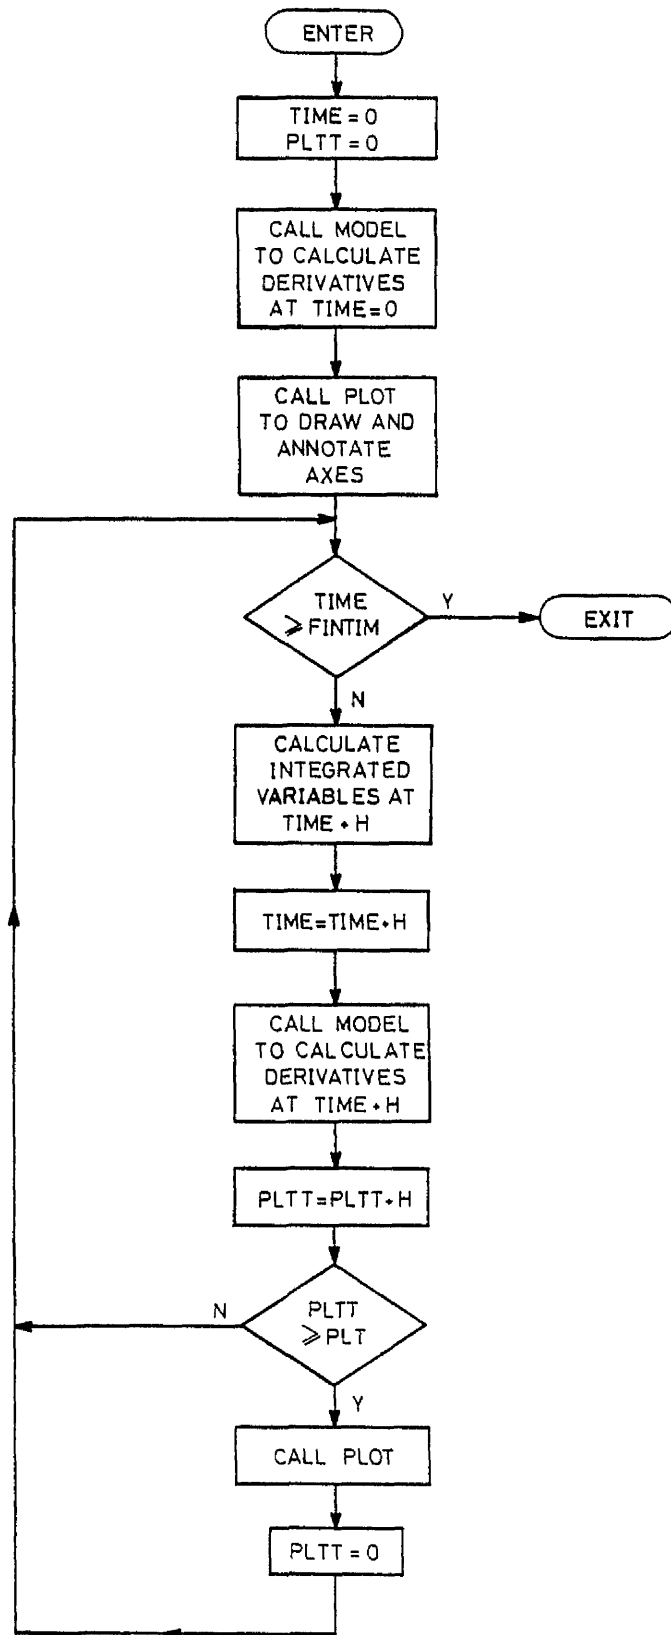 ENTER
TIME = 0
PLTT = 0
CALL MODEL
TO CALCULATE
DERIVATIVES
AT TIME=0
CALL PLOT
TO DRAW AND
ANNOTATE
AXES
TIME
⩾ FINTIM
Y
EXIT
N
CALCULATE
INTEGRATED
VARIABLES AT
TIME + H
TIME=TIME+H
CALL MODEL
TO CALCULATE
DERIVATIVES
AT TIME + H
PLTT=PLTT+H
PLTT
⩾ PLT
N
Y
CALL PLOT
PLTT = 0